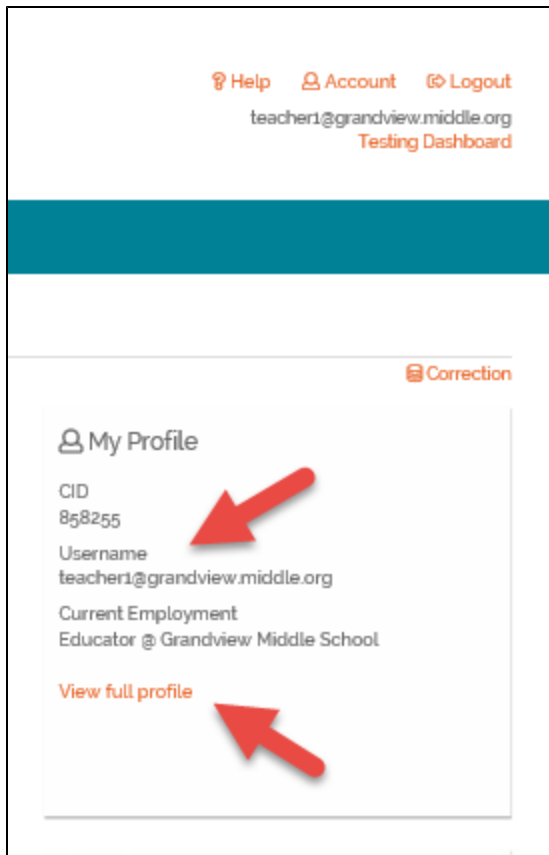 Help Account Logout
teacher1@grandview.middle.org
Testing Dashboard
Correction
My Profile
CID
858255
Username
teacher1@grandview.middle.org
Current Employment
Educator @ Grandview Middle School
View full profile